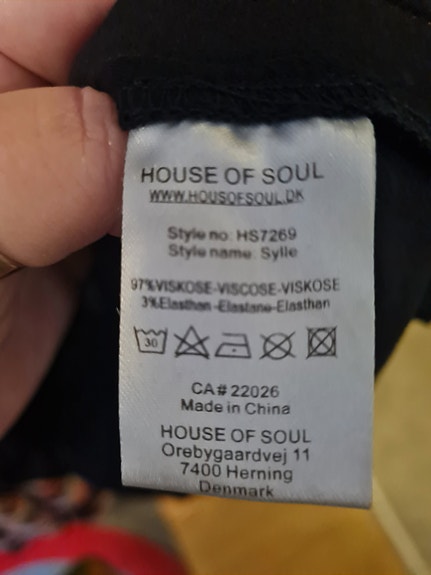 HOUSE OF SOUL
WWW.HOUSOFSOUL.DK
Style no: HS7269
Style name: Sylle
97%VISKOSE-VISCOSE-VISKOSE
3%Elasthan -Elastane-Elasthan
30
CA# 22026
Made in China
HOUSE OF SOUL
Orebygaardvej 11
7400 Herning
Denmark